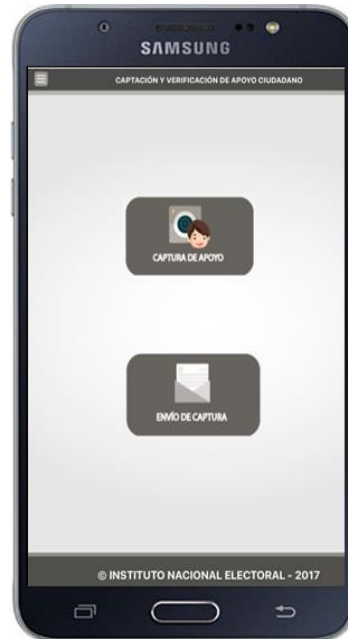 SAMSUNG
CAPTACIÓN Y VERIFICACIÓN DE APOYO CIUDADANO
CAPTURA DE APOYO
ENVÍO DE CAPTURA
© INSTITUTO NACIONAL ELECTORAL - 2017